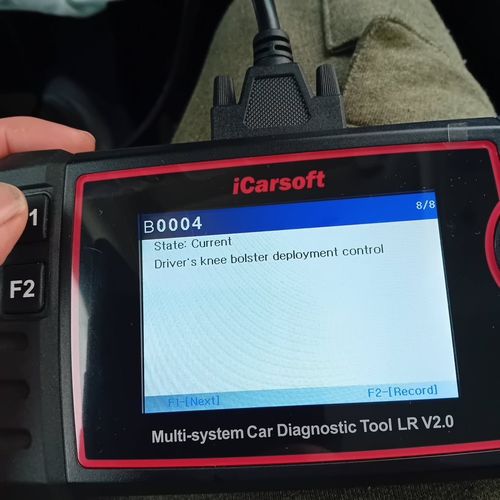 iCarsoft
B0004
8/8
State: Current
Driver's knee bolster deployment control
F1-[Next]
F2-[Record]
1
F2
Multi-system Car Diagnostic Tool LR V2.0